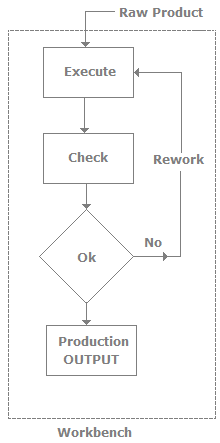 Raw Product
Execute
Check
Rework
Ok
No
Production
OUTPUT
Workbench